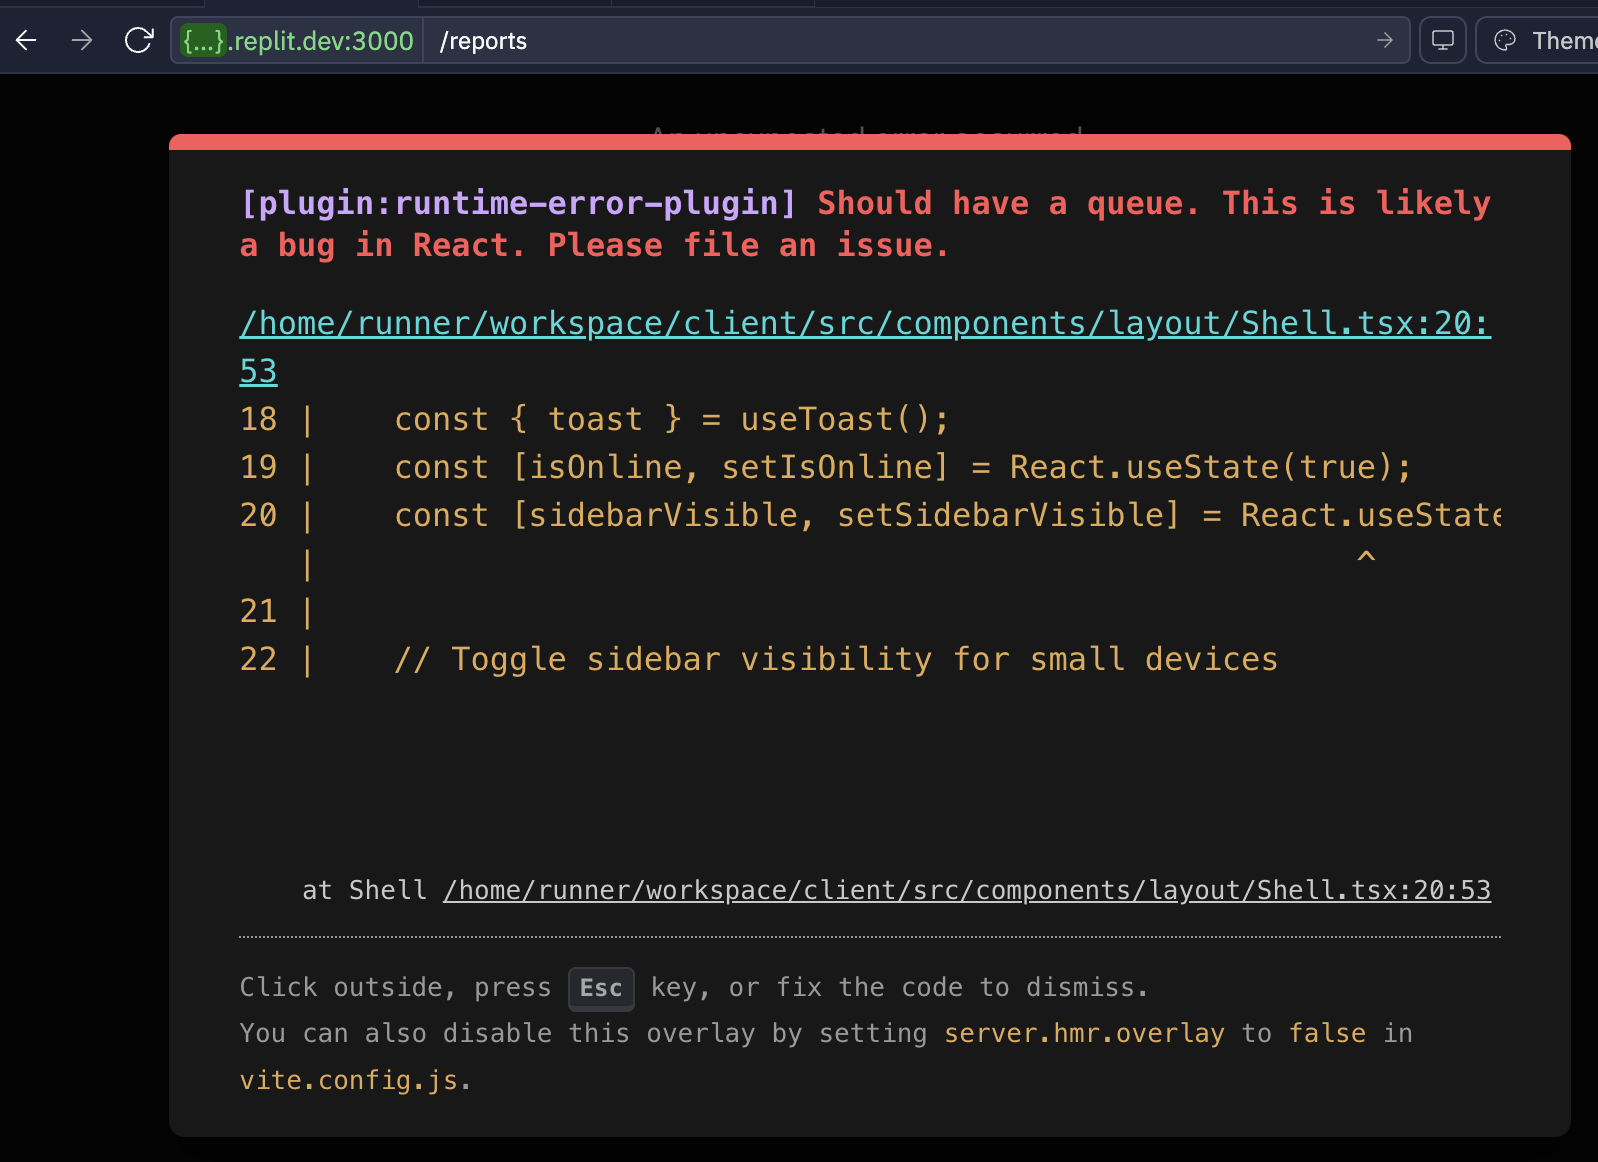 {...}.replit.dev:3000 /reports
Theme
An unexpected error occurred
[plugin:runtime-error-plugin] Should have a queue. This is likely
a bug in React. Please file an issue.
/home/runner/workspace/client/src/components/layout/Shell.tsx:20:
53
18 |    const { toast } = useToast();
19 |    const [isOnline, setIsOnline] = React.useState(true);
20 |    const [sidebarVisible, setSidebarVisible] = React.useState
|                                                       ^
21 |
22 |    // Toggle sidebar visibility for small devices
at Shell /home/runner/workspace/client/src/components/layout/Shell.tsx:20:53
Click outside, press Esc key, or fix the code to dismiss.
You can also disable this overlay by setting server.hmr.overlay to false in
vite.config.js.